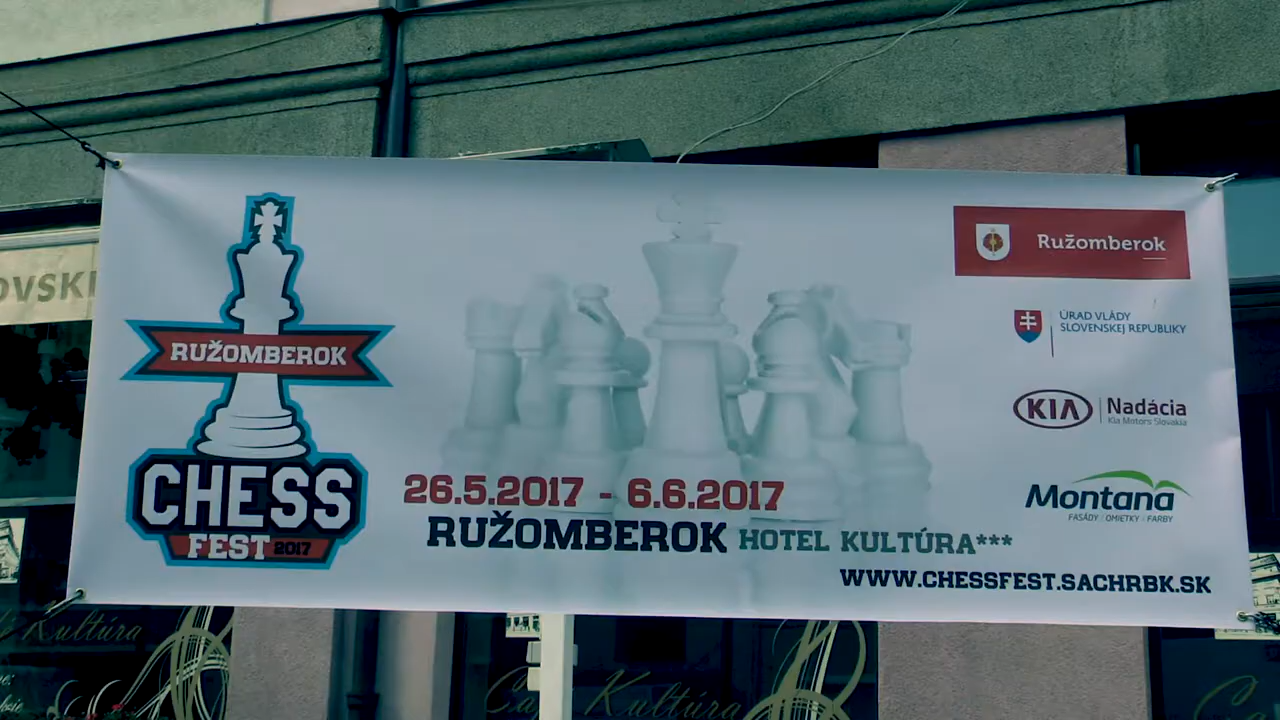 OVSKI
RUŽOMBEROK
CHESS
FEST 2017
26.5.2017 - 6.6.2017
RUŽOMBEROK HOTEL KULTÚRA***
WWW.CHESSFEST.SACHRBK.SK
Ružomberok
ÚRAD VLÁDY
SLOVENSKEJ REPUBLIKY
KIA Nadácia
Kia Motors Slovakia
Montana
FASÁDY OMIETKY FARBY
Kultúra
Kultúra